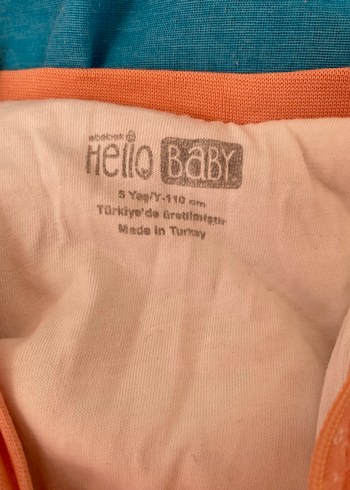 ebebek
Hello BABY
5 Yaş/Y-110 cm
Türkiye'de üretilmiştir
Made in Turkey